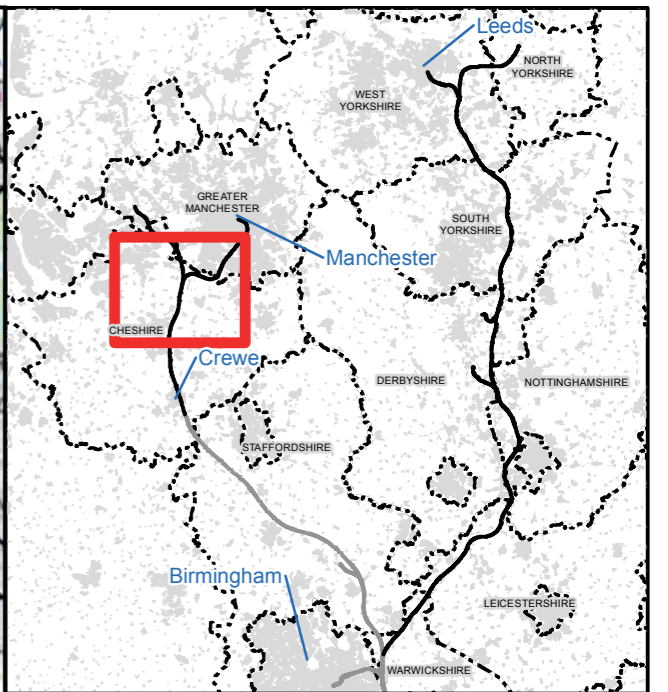 Leeds
NORTH
YORKSHIRE
WEST
YORKSHIRE
GREATER
MANCHESTER
SOUTH
YORKSHIRE
Manchester
CHESHIRE
Crewe
DERBYSHIRE
NOTTINGHAMSHIRE
STAFFORDSHIRE
Birmingham
LEICESTERSHIRE
WARWICKSHIRE